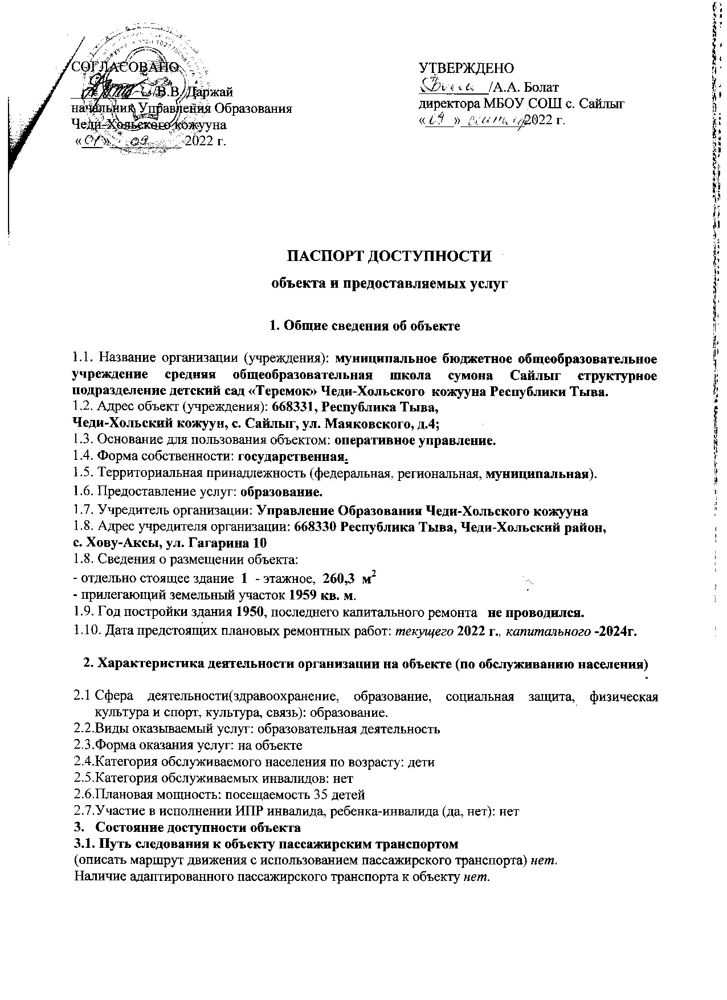 СОГЛАСОВАНО
/В.В. Даржай
начальник Управления Образования
Чеди-Хольского кожууна
«01» 09 2022 г.
УТВЕРЖДЕНО
/А.А. Болат
директора МБОУ СОШ с. Сайлыг
« » 2022 г.
ПАСПОРТ ДОСТУПНОСТИ
объекта и предоставляемых услуг
1. Общие сведения об объекте
1.1. Название организации (учреждения): муниципальное бюджетное общеобразовательное
учреждение средняя общеобразовательная школа сумона Сайлыг структурное
подразделение детский сад «Теремок» Чеди-Хольского кожууна Республики Тыва.
1.2. Адрес объект (учреждения): 668331, Республика Тыва,
Чеди-Хольский кожуун, с. Сайлыг, ул. Маяковского, д.4;
1.3. Основание для пользования объектом: оперативное управление.
1.4. Форма собственности: государственная.
1.5. Территориальная принадлежность (федеральная, региональная, муниципальная).
1.6. Предоставление услуг: образование.
1.7. Учредитель организации: Управление Образования Чеди-Хольского кожууна
1.8. Адрес учредителя организации: 668330 Республика Тыва, Чеди-Хольский район,
с. Хову-Аксы, ул. Гагарина 10
1.8. Сведения о размещении объекта:
- отдельно стоящее здание 1 - этажное, 260,3 м²
- прилегающий земельный участок 1959 кв. м.
1.9. Год постройки здания 1950, последнего капитального ремонта не проводился.
1.10. Дата предстоящих плановых ремонтных работ: текущего 2022 г., капитального -2024г.
2. Характеристика деятельности организации на объекте (по обслуживанию населения)
2.1 Сфера деятельности(здравоохранение, образование, социальная защита, физическая
культура и спорт, культура, связь): образование.
2.2.Виды оказываемый услуг: образовательная деятельность
2.3.Форма оказания услуг: на объекте
2.4.Категория обслуживаемого населения по возрасту: дети
2.5.Категория обслуживаемых инвалидов: нет
2.6.Плановая мощность: посещаемость 35 детей
2.7.Участие в исполнении ИПР инвалида, ребенка-инвалида (да, нет): нет
3. Состояние доступности объекта
3.1. Путь следования к объекту пассажирским транспортом
(описать маршрут движения с использованием пассажирского транспорта) нет.
Наличие адаптированного пассажирского транспорта к объекту нет.